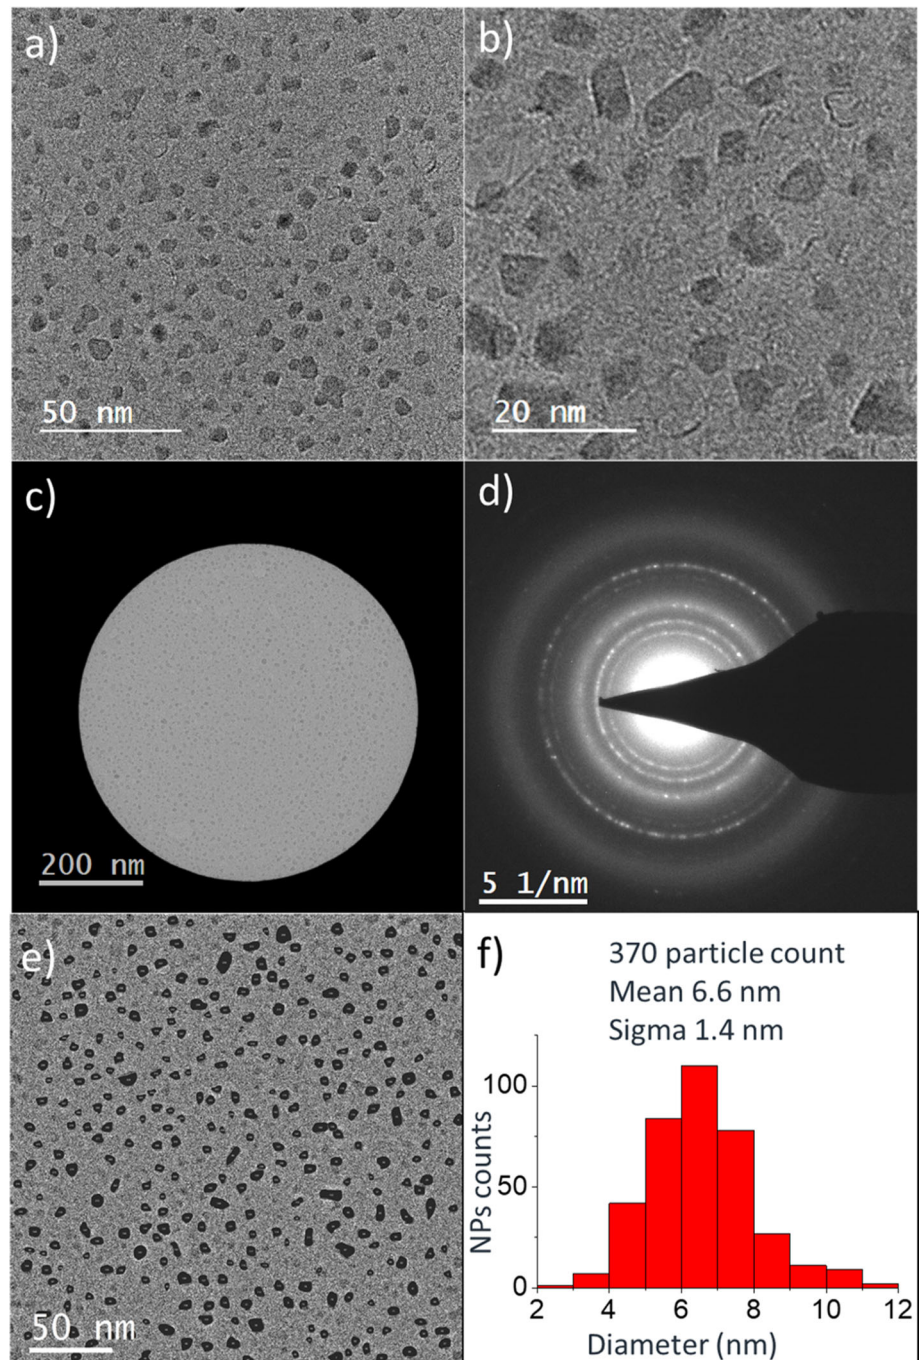 a)
50 nm
b)
20 nm
c)
200 nm
d)
5 1/nm
e)
50 nm
f)
370 particle count
Mean 6.6 nm
Sigma 1.4 nm
NPs counts
100
50
0
2 4 6 8 10 12
Diameter (nm)